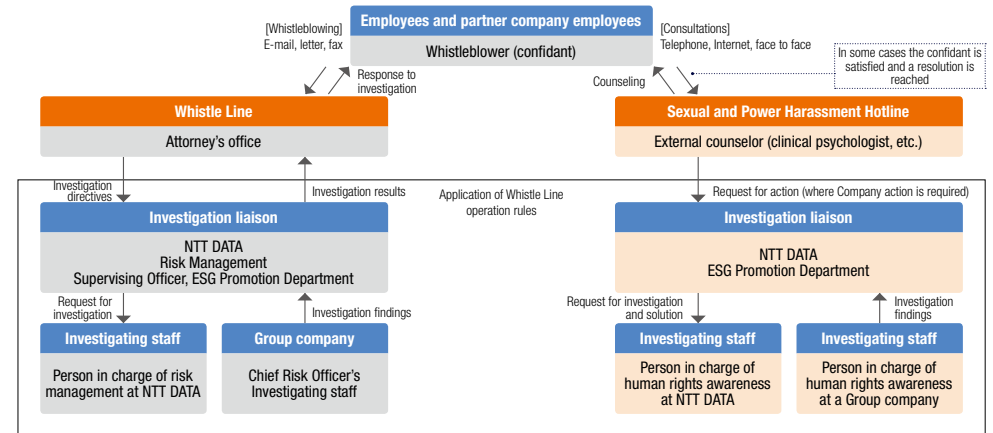 Employees and partner company employees
Whistleblower (confidant)
[Whistleblowing]
E-mail, letter, fax
[Consultations]
Telephone, Internet, face to face
In some cases the confidant is
satisfied and a resolution is
reached
Response to
investigation
Counseling
Whistle Line
Attorney's office
Sexual and Power Harassment Hotline
External counselor (clinical psychologist, etc.)
Investigation
directives
Investigation results
Application of Whistle Line
operation rules
Request for action (where Company action is required)
Investigation liaison
NTT DATA
Risk Management
Supervising Officer, ESG Promotion Department
Investigation liaison
NTT DATA
ESG Promotion Department
Request for
investigation
Investigation findings
Request for investigation
and solution
Investigation
findings
Investigating staff
Person in charge of risk
management at NTT DATA
Group company
Chief Risk Officer's
Investigating staff
Investigating staff
Person in charge of
human rights awareness
at NTT DATA
Investigating staff
Person in charge of
human rights awareness
at a Group company